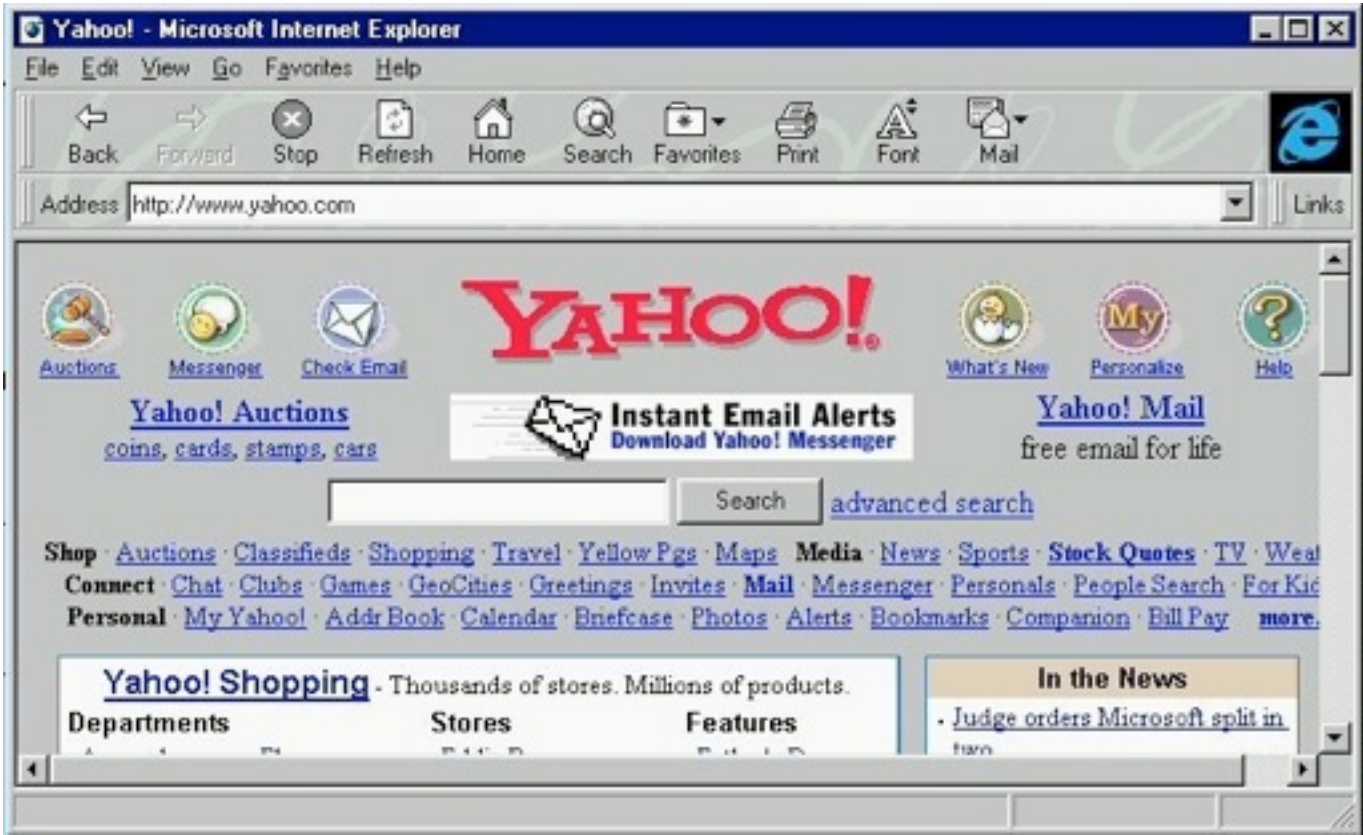 Yahoo! - Microsoft Internet Explorer
File Edit View Go Favorites Help
Back Forward Stop Refresh Home Search Favorites Print Font Mail
Address http://www.yahoo.com Links
YAHOO!
My
Auctions Messenger Check Email What's New Personalize Help
Yahoo! Auctions
coins, cards, stamps, cars
Instant Email Alerts
Download Yahoo! Messenger
Yahoo! Mail
free email for life
Search advanced search
Shop · Auctions · Classifieds · Shopping · Travel · Yellow Pgs · Maps Media · News · Sports · Stock Quotes · TV · Weat
Connect · Chat · Clubs · Games · GeoCities · Greetings · Invites · Mail · Messenger · Personals · People Search · For Kid
Personal · My Yahoo! · Addr Book · Calendar · Briefcase · Photos · Alerts · Bookmarks · Companion · Bill Pay more.
Yahoo! Shopping - Thousands of stores. Millions of products.
Departments Stores Features
In the News
· Judge orders Microsoft split in
two